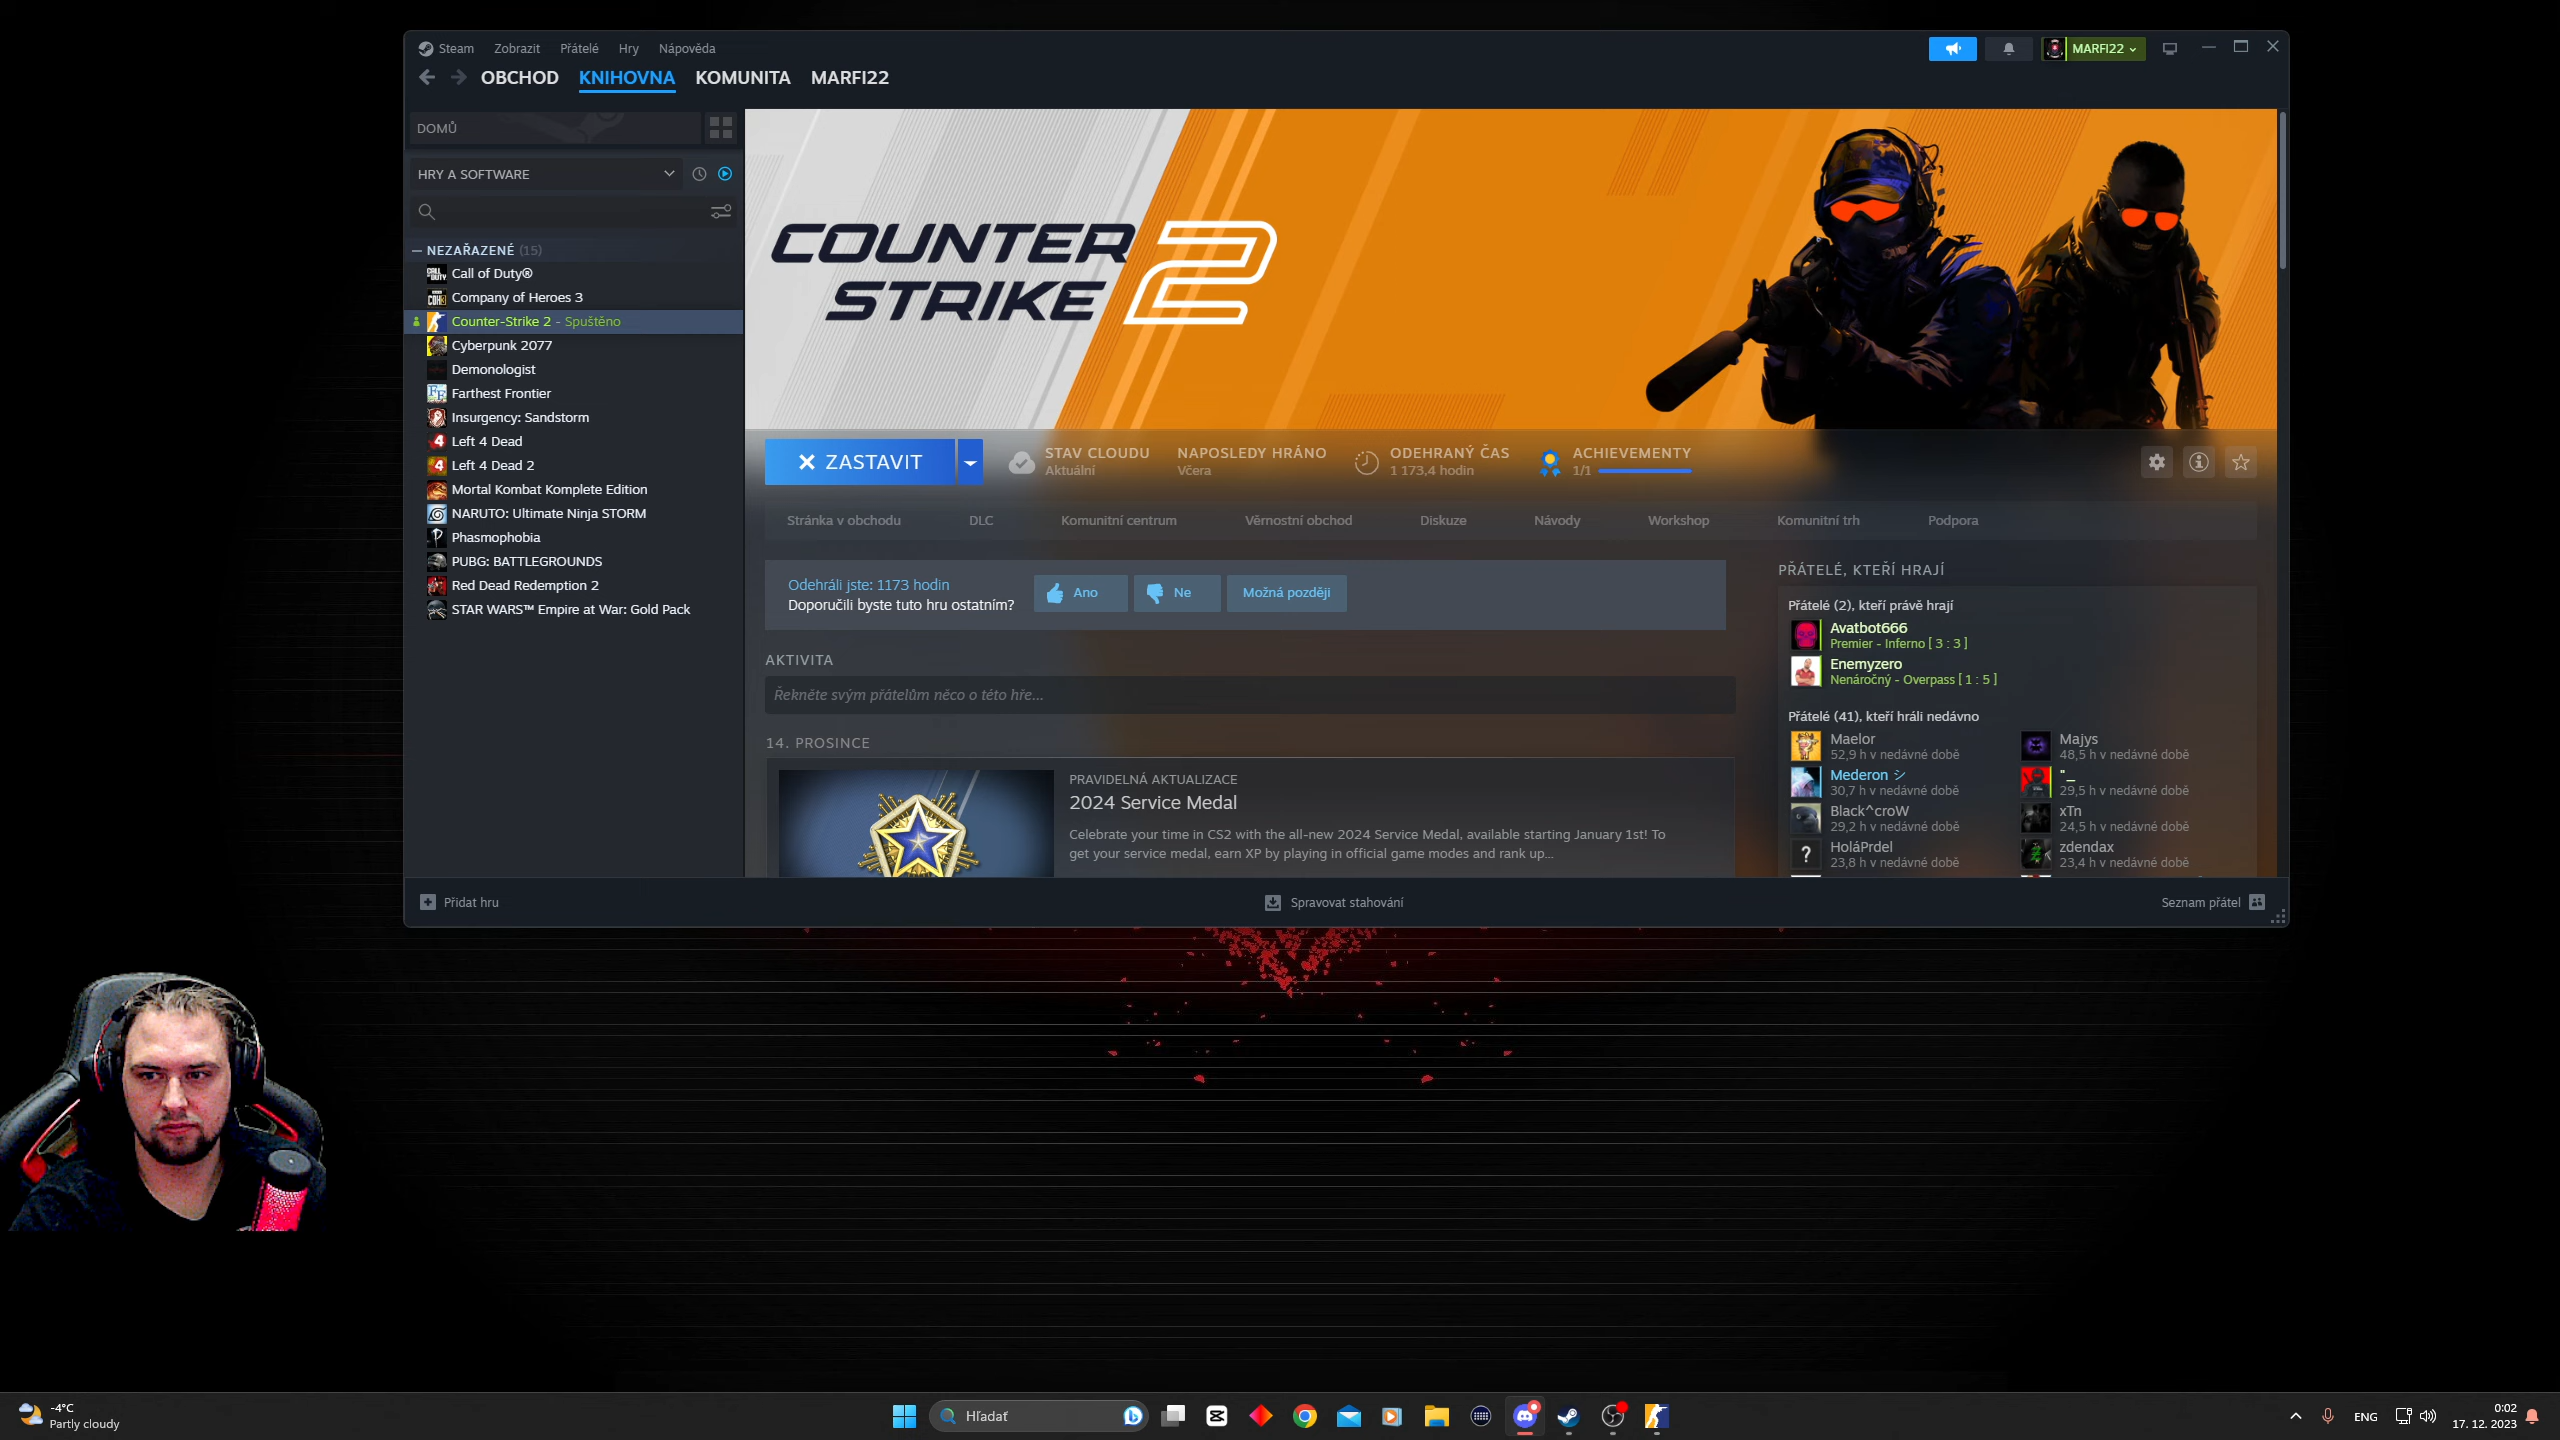 Steam Zobrazit Přátelé Hry Nápověda
MARFI22
OBCHOD KNIHOVNA KOMUNITA MARFI22
DOMŮ
HRY A SOFTWARE
NEZAŘAZENÉ (15)
Call of Duty®
Company of Heroes 3
Counter-Strike 2 - Spuštěno
Cyberpunk 2077
Demonologist
Farthest Frontier
Insurgency: Sandstorm
Left 4 Dead
Left 4 Dead 2
Mortal Kombat Komplete Edition
NARUTO: Ultimate Ninja STORM
Phasmophobia
PUBG: BATTLEGROUNDS
Red Dead Redemption 2
STAR WARS™ Empire at War: Gold Pack
COUNTER
STRIKE 2
ZASTAVIT
STAV CLOUDU
Aktuální
NAPOSLEDY HRÁNO
Včera
ODEHRANÝ ČAS
1 173,4 hodin
ACHIEVEMENTY
1/1
Stránka v obchodu DLC Komunitní centrum Věrnostní obchod Diskuze Návody Workshop Komunitní trh Podpora
Odehráli jste: 1173 hodin
Doporučili byste tuto hru ostatním?
Ano Ne Možná později
AKTIVITA
Řekněte svým přátelům něco o této hře...
14. PROSINCE
PRAVIDELNÁ AKTUALIZACE
2024 Service Medal
Celebrate your time in CS2 with the all-new 2024 Service Medal, available starting January 1st! To
get your service medal, earn XP by playing in official game modes and rank up...
PŘÁTELÉ, KTEŘÍ HRAJÍ
Přátelé (2), kteří právě hrají
Avatbot666
Premier - Inferno [ 3 : 3 ]
Enemyzero
Nenáročný - Overpass [ 1 : 5 ]
Přátelé (41), kteří hráli nedávno
Maelor
52,9 h v nedávné době
Majys
48,5 h v nedávné době
Mederon シ
30,7 h v nedávné době
"_
29,5 h v nedávné době
Black^croW
29,2 h v nedávné době
xTn
24,5 h v nedávné době
HoláPrdel
23,8 h v nedávné době
zdendax
23,4 h v nedávné době
Přidat hru
Spravovat stahování
Seznam přátel
-4°C
Partly cloudy
Hľadať
ENG
0:02
17. 12. 2023